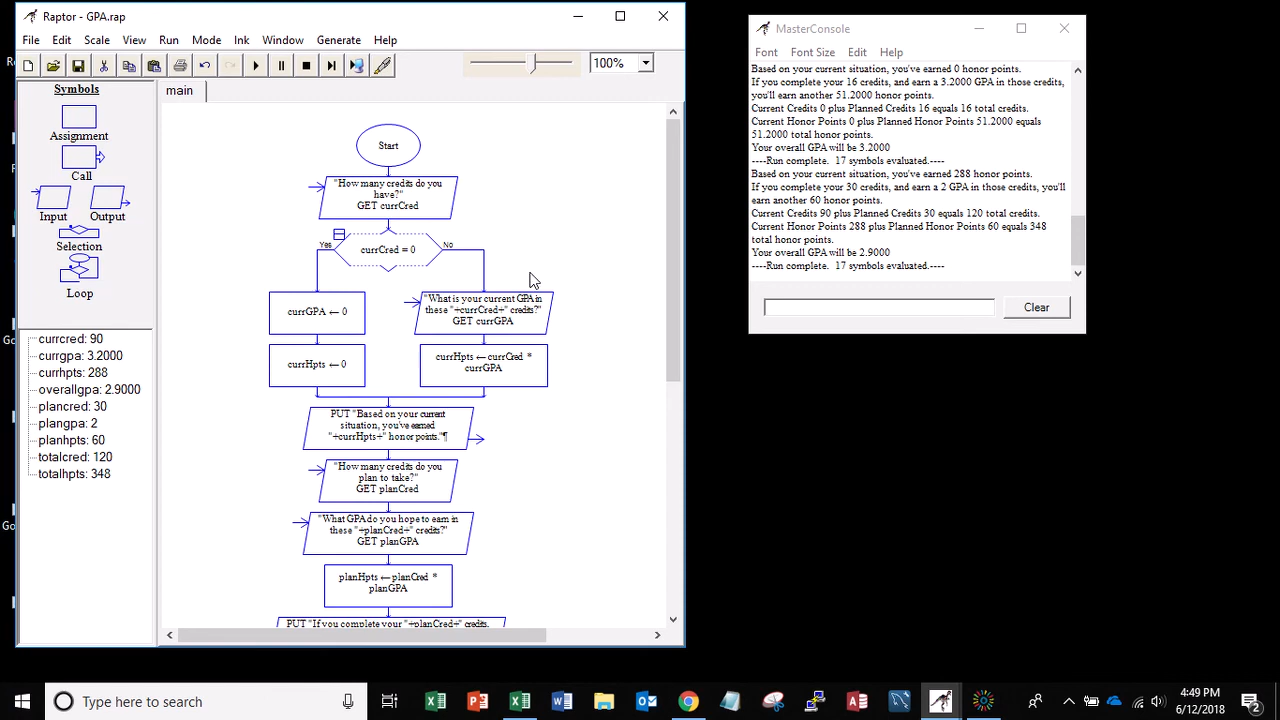 Raptor - GPA.rap
File Edit Scale View Run Mode Ink Window Generate Help
100%
Symbols
Assignment
Call
Input Output
Selection
Loop
currcred: 90
currgpa: 3.2000
currhpts: 288
overallgpa: 2.9000
plancred: 30
plangpa: 2
planhpts: 60
totalcred: 120
totalhpts: 348
main
Start
"How many credits do you
have?"
GET currCred
Yes
currCred = 0
No
currGPA ← 0
currHpts ← 0
"What is your current GPA in
these "+currCred+" credits?"
GET currGPA
currHpts ← currCred *
currGPA
PUT "Based on your current
situation, you've earned
"+currHpts+" honor points."¶
"How many credits do you
plan to take?"
GET planCred
"What GPA do you hope to earn in
these "+planCred+" credits?"
GET planGPA
planHpts ← planCred *
planGPA
PUT "If you complete your "+planCred+" credits,
MasterConsole
Font Font Size Edit Help
Based on your current situation, you've earned 0 honor points.
If you complete your 16 credits, and earn a 3.2000 GPA in those credits,
you'll earn another 51.2000 honor points.
Current Credits 0 plus Planned Credits 16 equals 16 total credits.
Current Honor Points 0 plus Planned Honor Points 51.2000 equals
51.2000 total honor points.
Your overall GPA will be 3.2000
----Run complete. 17 symbols evaluated.----
Based on your current situation, you've earned 288 honor points.
If you complete your 30 credits, and earn a 2 GPA in those credits, you'll
earn another 60 honor points.
Current Credits 90 plus Planned Credits 30 equals 120 total credits.
Current Honor Points 288 plus Planned Honor Points 60 equals 348
total honor points.
Your overall GPA will be 2.9000
----Run complete. 17 symbols evaluated.----
Clear
Type here to search
4:49 PM
6/12/2018
2